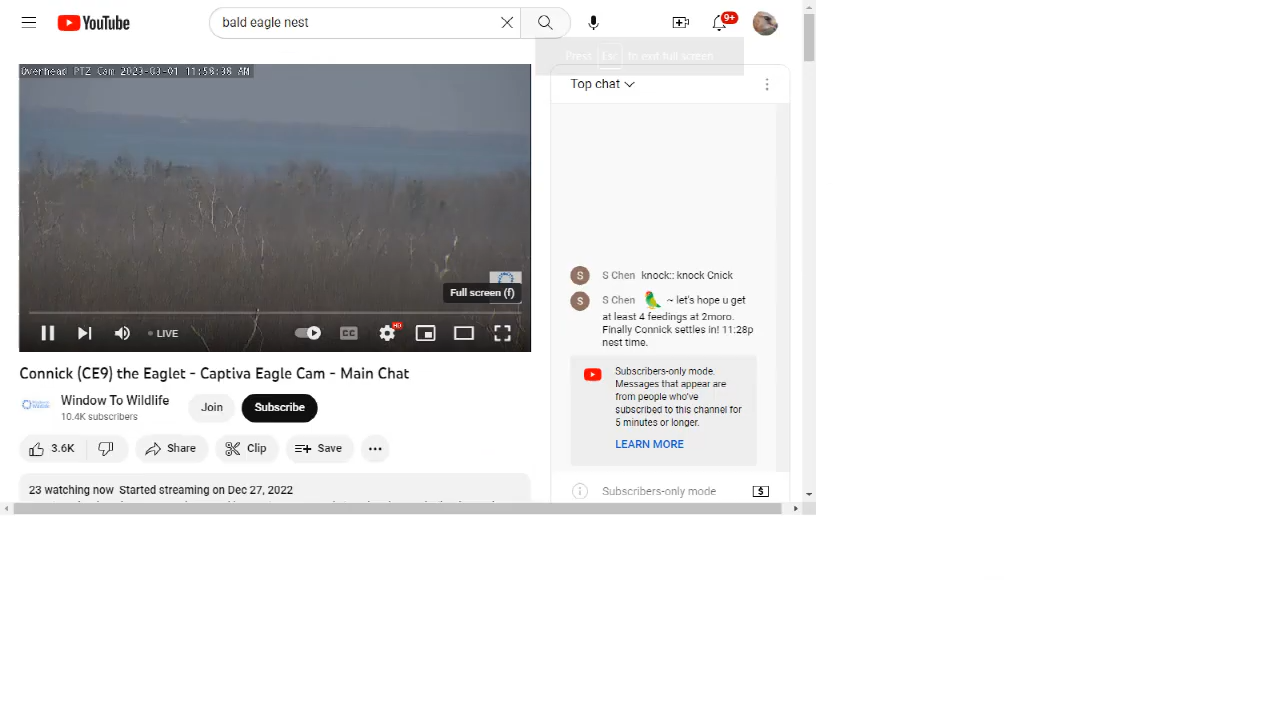 YouTube
bald eagle nest
9+
Press Esc to exit full screen
Overhead PTZ Cam 2023-03-01 11:58:38 AM
Top chat
S S Chen knock:: knock Cnick
S S Chen ~ let's hope u get
at least 4 feedings at 2moro.
Finally Connick settles in! 11:28p
nest time.
Full screen (f)
LIVE
CC
HD
Subscribers-only mode.
Messages that appear are
from people who've
subscribed to this channel for
5 minutes or longer.
LEARN MORE
Connick (CE9) the Eaglet - Captiva Eagle Cam - Main Chat
Window To Wildlife
10.4K subscribers
Join
Subscribe
3.6K
Share
Clip
Save
23 watching now Started streaming on Dec 27, 2022
Subscribers-only mode
$